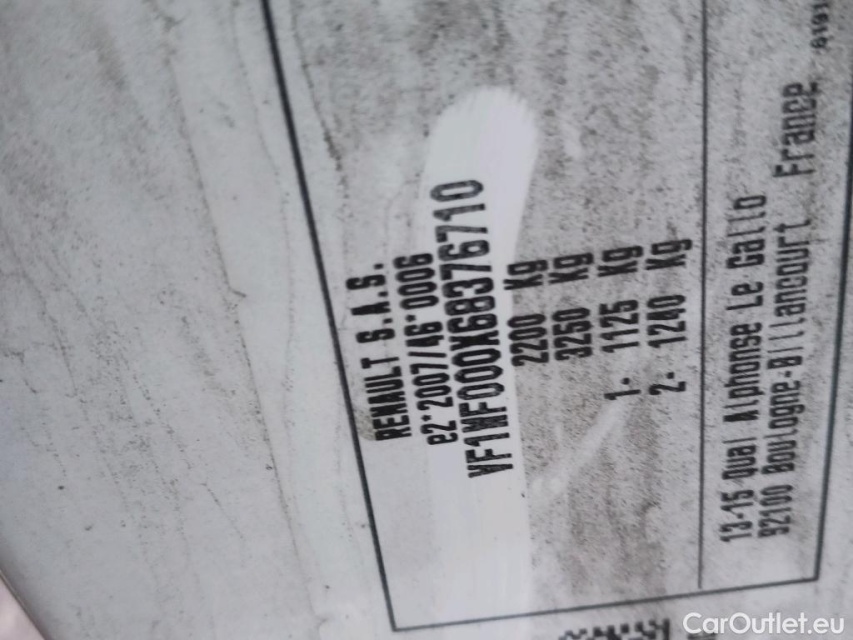 RENAULT S.A.S.
e2*2007/46*0006
VF1MF000X68376710
2200 Kg
3250 Kg
1- 1125 Kg
2- 1240 Kg
13-15 Quai Alphonse Le Gallo
92100 Boulogne-Billancourt France
CarOutlet.eu